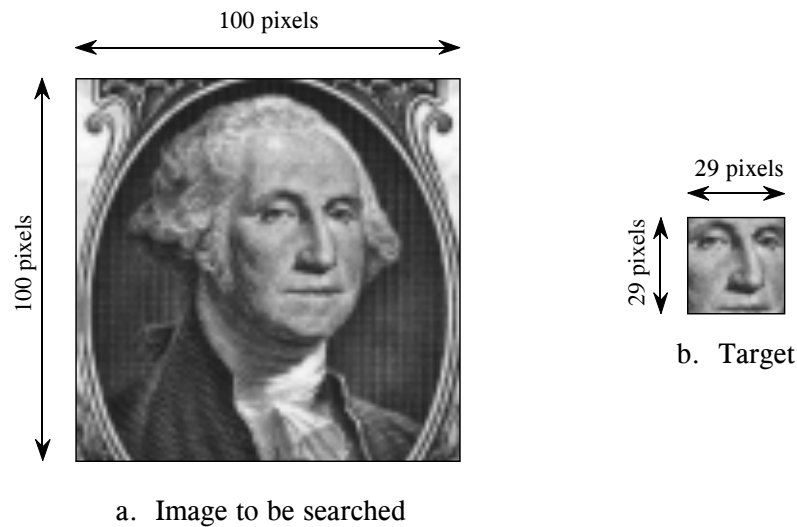 100 pixels
100 pixels
a. Image to be searched
29 pixels
29 pixels
b. Target